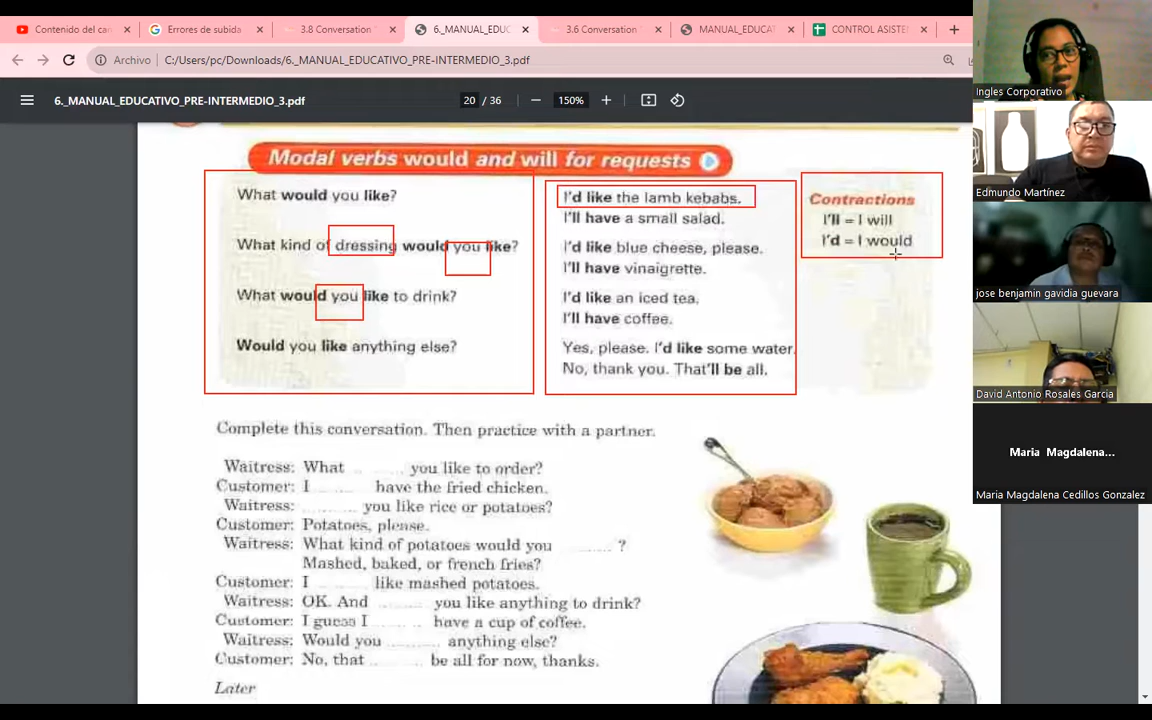 Contenido del car
Errores de subida
3.8 Conversation
6._MANUAL_EDUC
3.6 Conversation
MANUAL_EDUCAT
CONTROL ASISTEN
Archivo C:/Users/pc/Downloads/6._MANUAL_EDUCATIVO_PRE-INTERMEDIO_3.pdf
6._MANUAL_EDUCATIVO_PRE-INTERMEDIO_3.pdf
20 / 36
150%
Modal verbs would and will for requests
What would you like?
What kind of dressing would you like?
What would you like to drink?
Would you like anything else?
I'd like the lamb kebabs.
I'll have a small salad.
I'd like blue cheese, please.
I'll have vinaigrette.
I'd like an iced tea.
I'll have coffee.
Yes, please. I'd like some water.
No, thank you. That'll be all.
Contractions
I'll = I will
I'd = I would
Complete this conversation. Then practice with a partner.
Waitress: What ........ you like to order?
Customer: I ........ have the fried chicken.
Waitress: ........ you like rice or potatoes?
Customer: Potatoes, please.
Waitress: What kind of potatoes would you ........ ?
Mashed, baked, or french fries?
Customer: I ........ like mashed potatoes.
Waitress: OK. And ........ you like anything to drink?
Customer: I guess I ........ have a cup of coffee.
Waitress: Would you ........ anything else?
Customer: No, that ........ be all for now, thanks.
Later
Ingles Corporativo
Edmundo Martínez
jose benjamin gavidia guevara
David Antonio Rosales Garcia
Maria Magdalena...
Maria Magdalena Cedillos Gonzalez